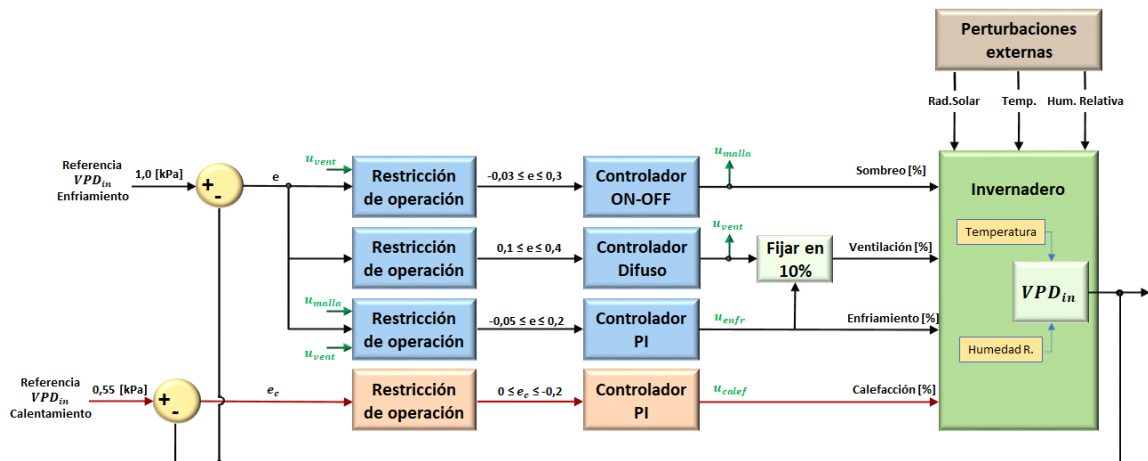 Perturbaciones
externas
Rad.Solar
Temp.
Hum. Relativa
Referencia
VPD_in
Enfriamiento
1,0 [kPa]
+
-
e
u_vent
Restricción
de operación
-0,03 ≤ e ≤ 0,3
Controlador
ON-OFF
u_malla
Sombreo [%]
Invernadero
Restricción
de operación
0,1 ≤ e ≤ 0,4
Controlador
Difuso
u_vent
Fijar en
10%
Ventilación [%]
Temperatura
VPD_in
Humedad R.
u_malla
u_vent
Restricción
de operación
-0,05 ≤ e ≤ 0,2
Controlador
PI
u_enfr
Enfriamiento [%]
Referencia
VPD_in
Calentamiento
0,55 [kPa]
+
-
e_c
Restricción
de operación
0 ≤ e_c ≤ -0,2
Controlador
PI
u_calef
Calefacción [%]